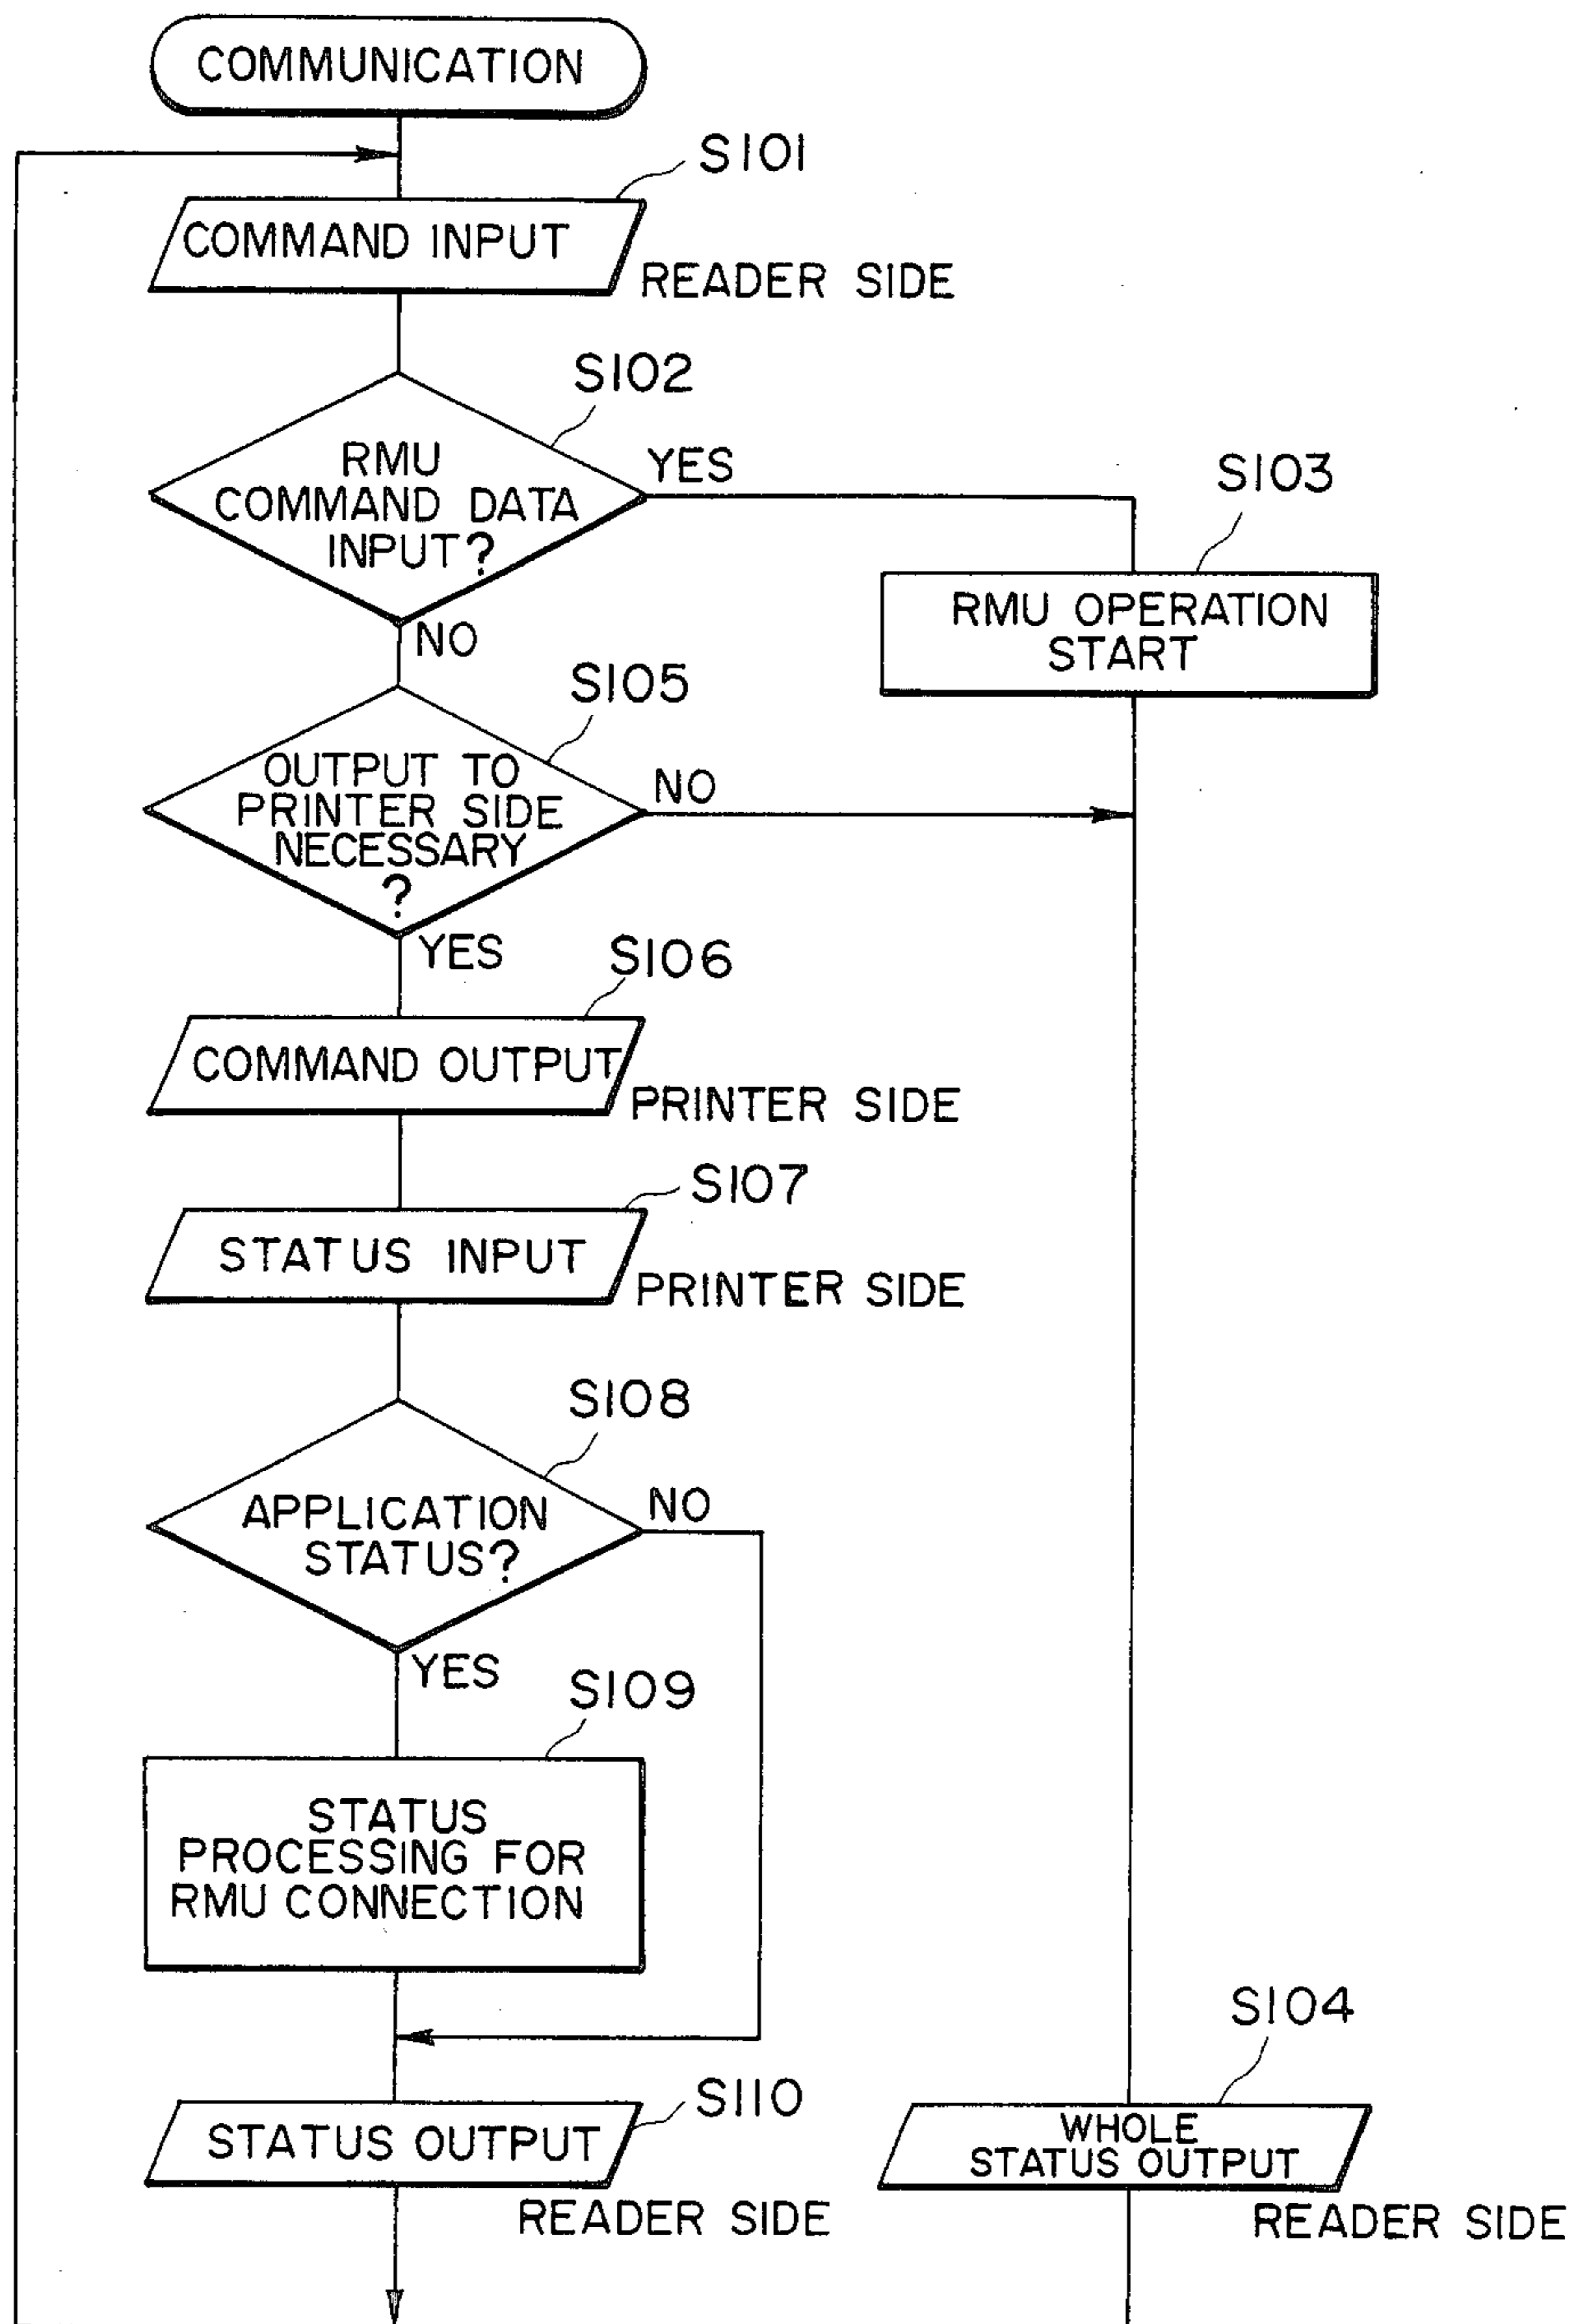 COMMUNICATION
S101
COMMAND INPUT
READER SIDE
S102
RMU
COMMAND DATA
INPUT?
YES
NO
S103
RMU OPERATION
START
S105
OUTPUT TO
PRINTER SIDE
NECESSARY
?
NO
YES
S106
COMMAND OUTPUT
PRINTER SIDE
S107
STATUS INPUT
PRINTER SIDE
S108
APPLICATION
STATUS?
NO
YES
S109
STATUS
PROCESSING FOR
RMU CONNECTION
S110
STATUS OUTPUT
READER SIDE
S104
WHOLE
STATUS OUTPUT
READER SIDE